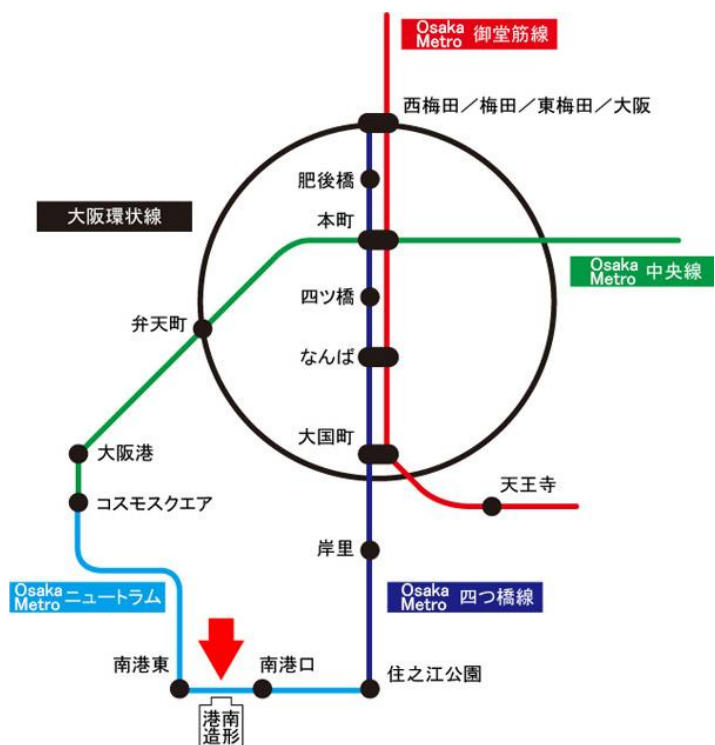 Osaka Metro 御堂筋線
西梅田／梅田／東梅田／大阪
肥後橋
大阪環状線
本町
Osaka Metro 中央線
四ツ橋
弁天町
なんば
大国町
大阪港
天王寺
コスモスクエア
岸里
Osaka Metro ニュートラム
Osaka Metro 四つ橋線
南港東
南港口
住之江公園
南港
造形